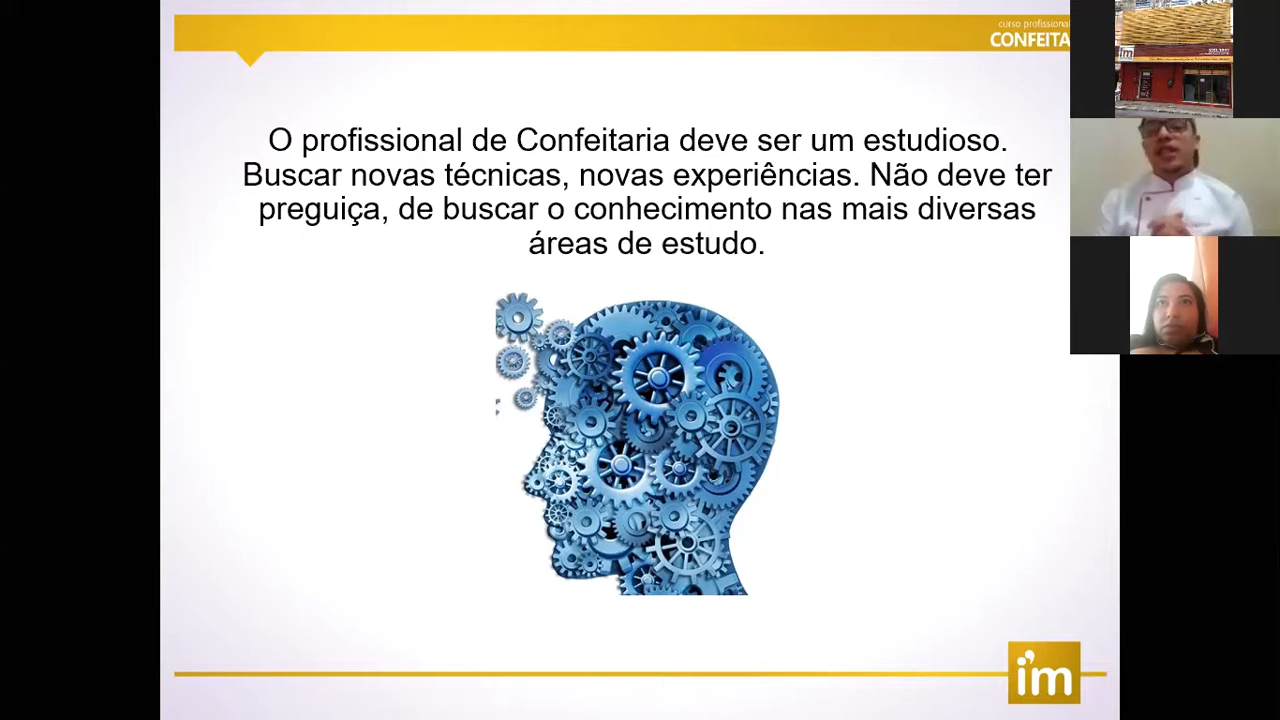 curso profissional
CONFEITA
O profissional de Confeitaria deve ser um estudioso.
Buscar novas técnicas, novas experiências. Não deve ter
preguiça, de buscar o conhecimento nas mais diversas
áreas de estudo.
i'm